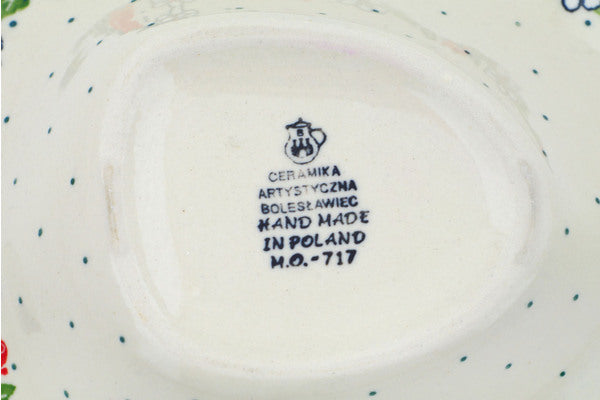 CERAMIKA
ARTYSTYCZNA
BOLESŁAWIEC
HAND MADE
IN POLAND
M.O.-717